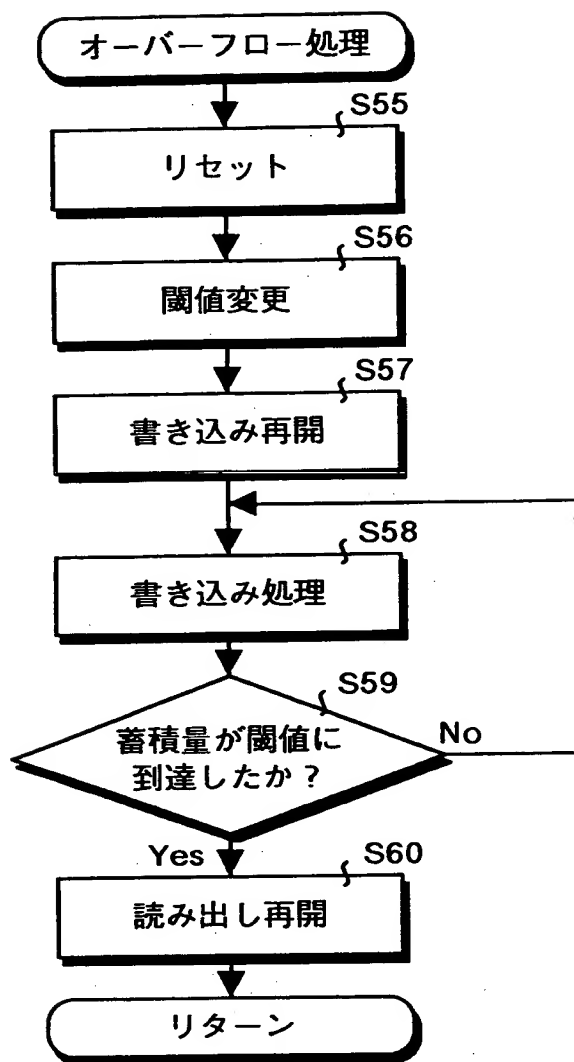 オーバーフロー処理
S55
リセット
S56
閾値変更
S57
書き込み再開
S58
書き込み処理
S59
蓄積量が閾値に
到達したか？
No
Yes
S60
読み出し再開
リターン